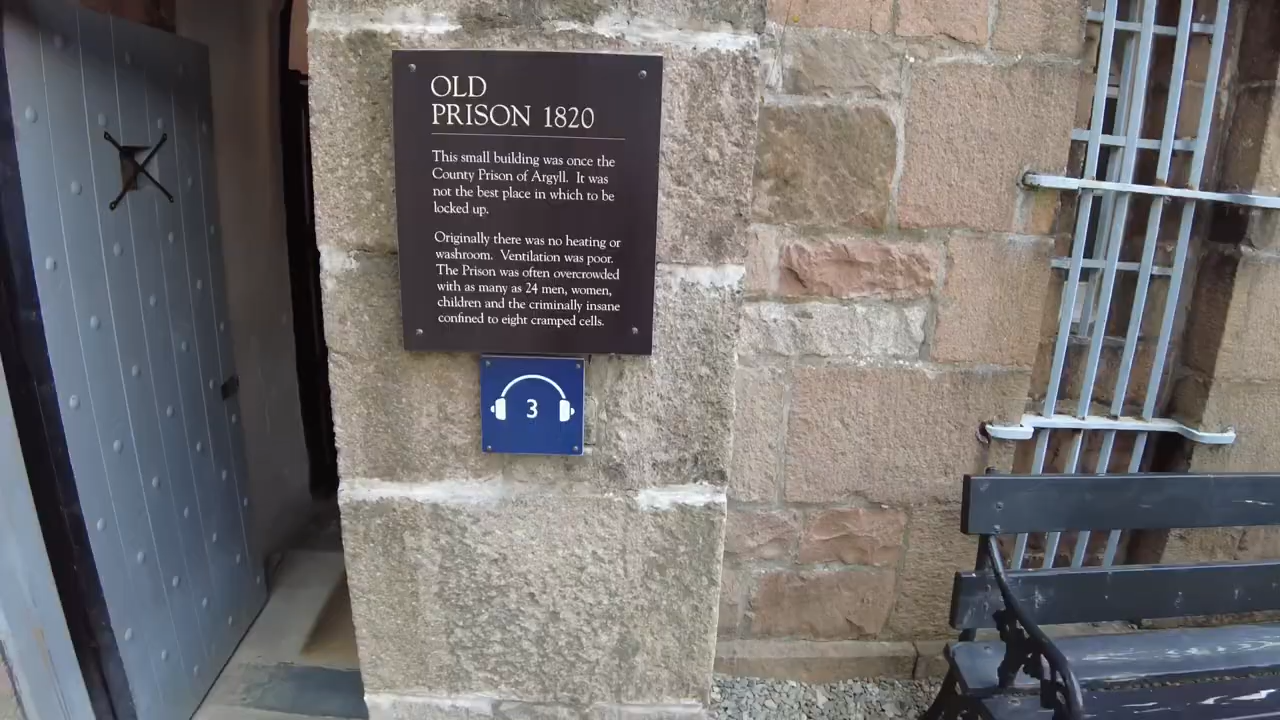 OLD
PRISON 1820
This small building was once the
County Prison of Argyll. It was
not the best place in which to be
locked up.
Originally there was no heating or
washroom. Ventilation was poor.
The Prison was often overcrowded
with as many as 24 men, women,
children and the criminally insane
confined to eight cramped cells.
3